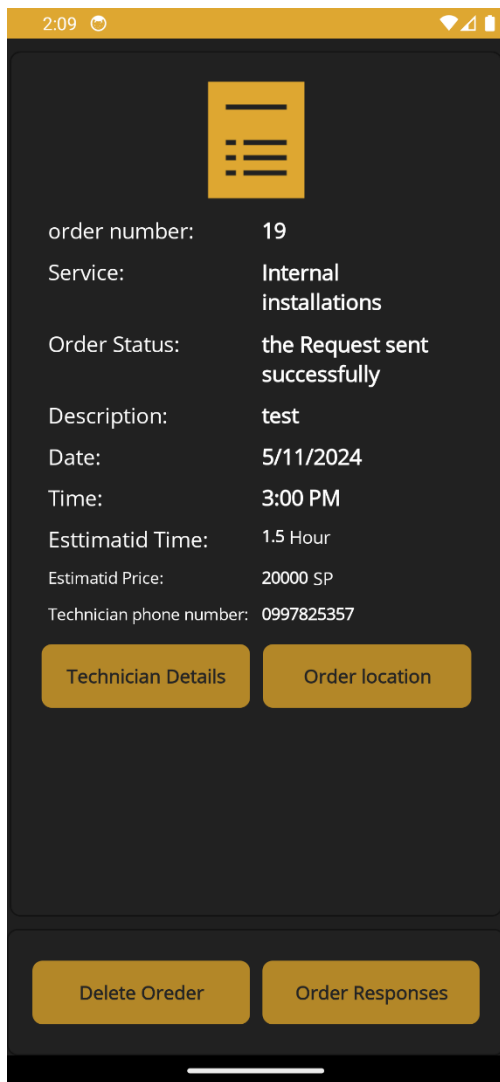 2:09
order number: 19
Service: Internal
installations
Order Status: the Request sent
successfully
Description: test
Date: 5/11/2024
Time: 3:00 PM
Esttimatid Time: 1.5 Hour
Estimatid Price: 20000 SP
Technician phone number: 0997825357
Technician Details Order location
Delete Oreder Order Responses